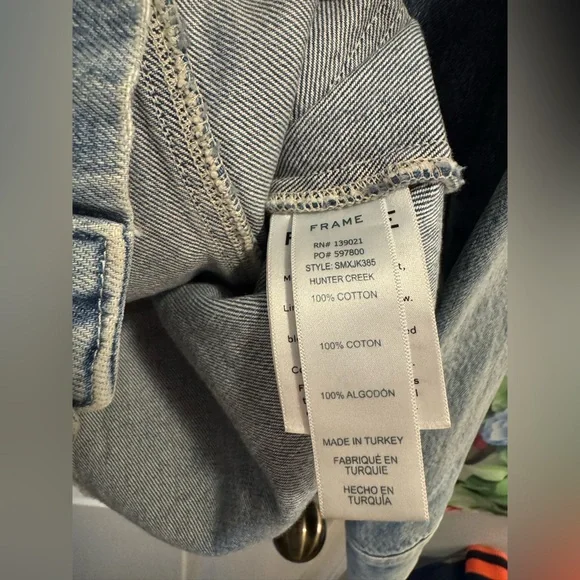 FRAME
RN# 139021
PO# 597800
STYLE: SMXJK385
HUNTER CREEK
100% COTTON
100% COTON
100% ALGODÓN
MADE IN TURKEY
FABRIQUÉ EN
TURQUIE
HECHO EN
TURQUÍA